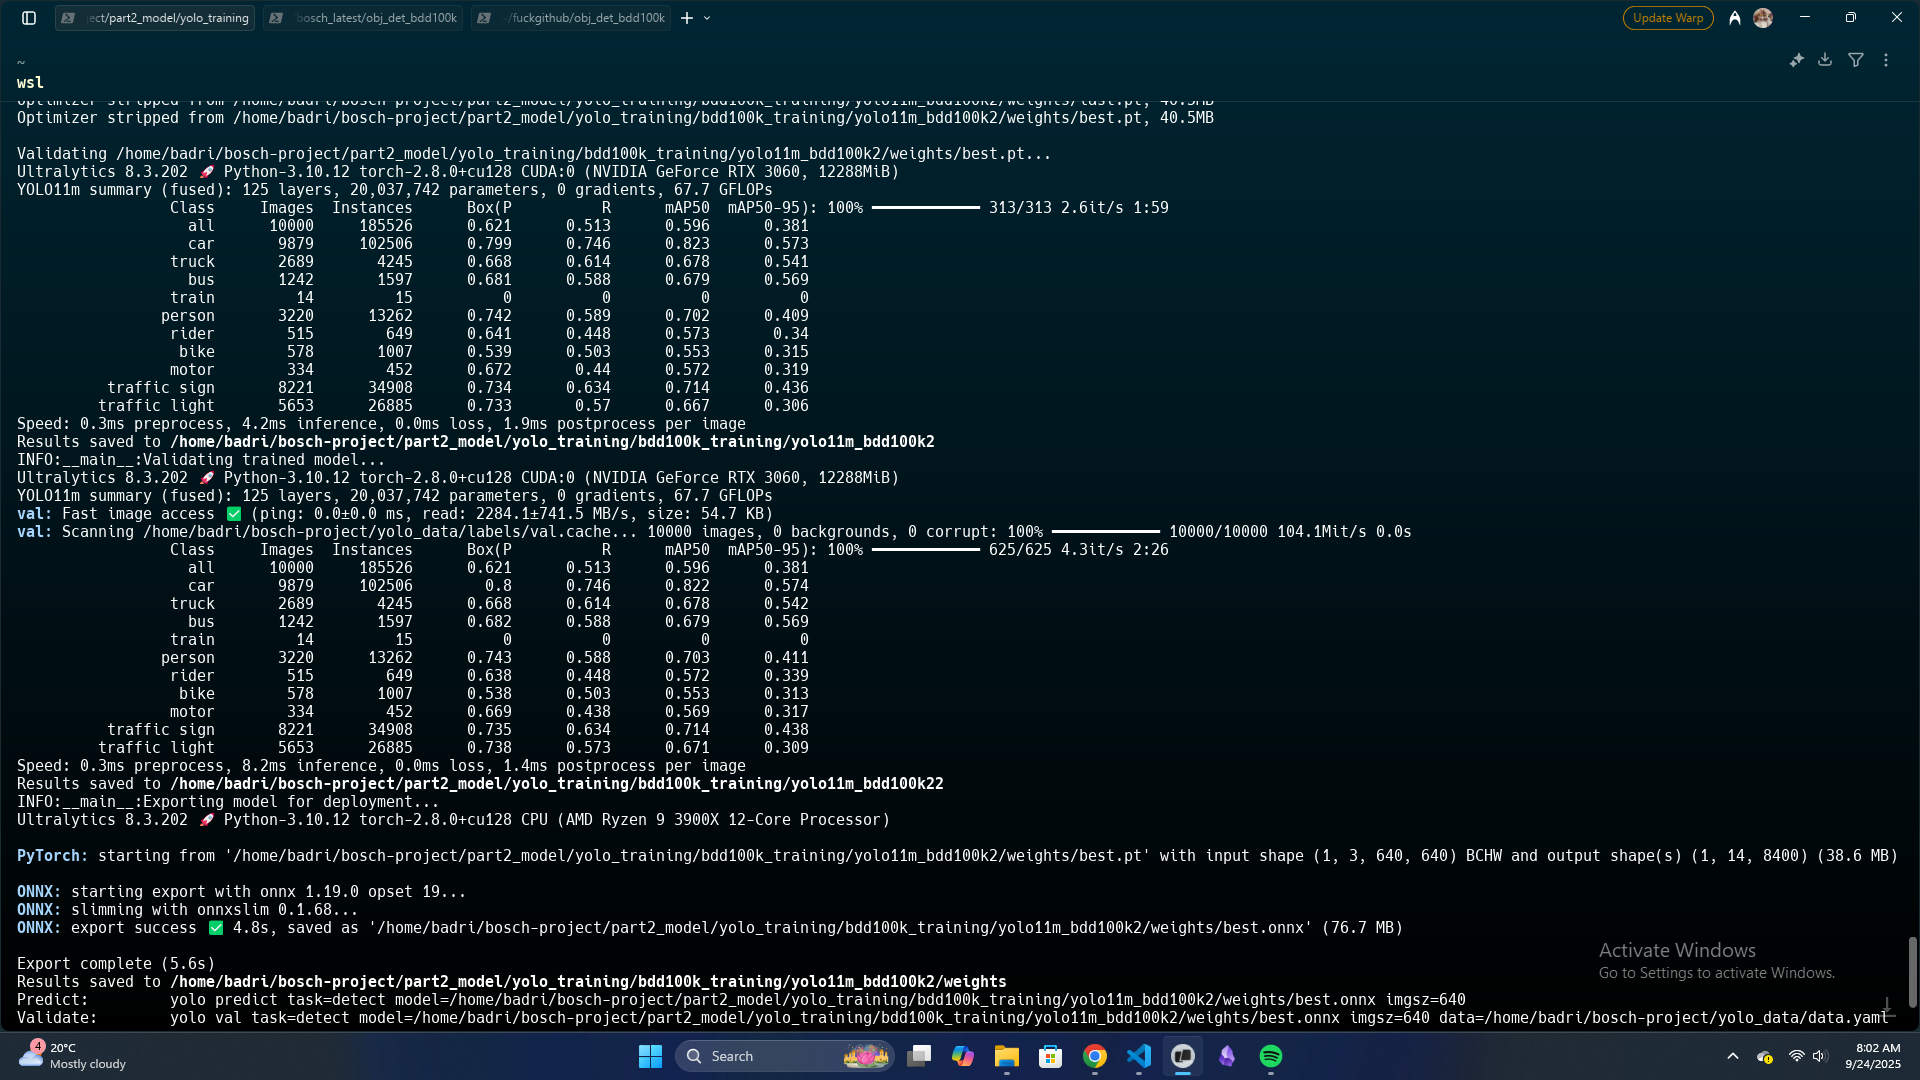 ject/part2_model/yolo_training
bosch_latest/obj_det_bdd100k
~/fuckgithub/obj_det_bdd100k
Update Warp
~
wsl
Optimizer stripped from /home/badri/bosch-project/part2_model/yolo_training/bdd100k_training/yolo11m_bdd100k2/weights/last.pt, 40.5MB
Optimizer stripped from /home/badri/bosch-project/part2_model/yolo_training/bdd100k_training/yolo11m_bdd100k2/weights/best.pt, 40.5MB
Validating /home/badri/bosch-project/part2_model/yolo_training/bdd100k_training/yolo11m_bdd100k2/weights/best.pt...
Ultralytics 8.3.202 🚀 Python-3.10.12 torch-2.8.0+cu128 CUDA:0 (NVIDIA GeForce RTX 3060, 12288MiB)
YOLO11m summary (fused): 125 layers, 20,037,742 parameters, 0 gradients, 67.7 GFLOPs
Class Images Instances Box(P R mAP50 mAP50-95): 100% ━━━━━━━━━━━━ 313/313 2.6it/s 1:59
all 10000 185526 0.621 0.513 0.596 0.381
car 9879 102506 0.799 0.746 0.823 0.573
truck 2689 4245 0.668 0.614 0.678 0.541
bus 1242 1597 0.681 0.588 0.679 0.569
train 14 15 0 0 0 0
person 3220 13262 0.742 0.589 0.702 0.409
rider 515 649 0.641 0.448 0.573 0.34
bike 578 1007 0.539 0.503 0.553 0.315
motor 334 452 0.672 0.44 0.572 0.319
traffic sign 8221 34908 0.734 0.634 0.714 0.436
traffic light 5653 26885 0.733 0.57 0.667 0.306
Speed: 0.3ms preprocess, 4.2ms inference, 0.0ms loss, 1.9ms postprocess per image
Results saved to /home/badri/bosch-project/part2_model/yolo_training/bdd100k_training/yolo11m_bdd100k2
INFO:__main__:Validating trained model...
Ultralytics 8.3.202 🚀 Python-3.10.12 torch-2.8.0+cu128 CUDA:0 (NVIDIA GeForce RTX 3060, 12288MiB)
YOLO11m summary (fused): 125 layers, 20,037,742 parameters, 0 gradients, 67.7 GFLOPs
val: Fast image access ✅ (ping: 0.0±0.0 ms, read: 2284.1±741.5 MB/s, size: 54.7 KB)
val: Scanning /home/badri/bosch-project/yolo_data/labels/val.cache... 10000 images, 0 backgrounds, 0 corrupt: 100% ━━━━━━━━━━━━ 10000/10000 104.1Mit/s 0.0s
Class Images Instances Box(P R mAP50 mAP50-95): 100% ━━━━━━━━━━━━ 625/625 4.3it/s 2:26
all 10000 185526 0.621 0.513 0.596 0.381
car 9879 102506 0.8 0.746 0.822 0.574
truck 2689 4245 0.668 0.614 0.678 0.542
bus 1242 1597 0.682 0.588 0.679 0.569
train 14 15 0 0 0 0
person 3220 13262 0.743 0.588 0.703 0.411
rider 515 649 0.638 0.448 0.572 0.339
bike 578 1007 0.538 0.503 0.553 0.313
motor 334 452 0.669 0.438 0.569 0.317
traffic sign 8221 34908 0.735 0.634 0.714 0.438
traffic light 5653 26885 0.738 0.573 0.671 0.309
Speed: 0.3ms preprocess, 8.2ms inference, 0.0ms loss, 1.4ms postprocess per image
Results saved to /home/badri/bosch-project/part2_model/yolo_training/bdd100k_training/yolo11m_bdd100k22
INFO:__main__:Exporting model for deployment...
Ultralytics 8.3.202 🚀 Python-3.10.12 torch-2.8.0+cu128 CPU (AMD Ryzen 9 3900X 12-Core Processor)
PyTorch: starting from '/home/badri/bosch-project/part2_model/yolo_training/bdd100k_training/yolo11m_bdd100k2/weights/best.pt' with input shape (1, 3, 640, 640) BCHW and output shape(s) (1, 14, 8400) (38.6 MB)
ONNX: starting export with onnx 1.19.0 opset 19...
ONNX: slimming with onnxslim 0.1.68...
ONNX: export success ✅ 4.8s, saved as '/home/badri/bosch-project/part2_model/yolo_training/bdd100k_training/yolo11m_bdd100k2/weights/best.onnx' (76.7 MB)
Export complete (5.6s)
Results saved to /home/badri/bosch-project/part2_model/yolo_training/bdd100k_training/yolo11m_bdd100k2/weights
Predict: yolo predict task=detect model=/home/badri/bosch-project/part2_model/yolo_training/bdd100k_training/yolo11m_bdd100k2/weights/best.onnx imgsz=640
Validate: yolo val task=detect model=/home/badri/bosch-project/part2_model/yolo_training/bdd100k_training/yolo11m_bdd100k2/weights/best.onnx imgsz=640 data=/home/badri/bosch-project/yolo_data/data.yaml
Activate Windows
Go to Settings to activate Windows.
4
20°C
Mostly cloudy
Search
8:02 AM
9/24/2025